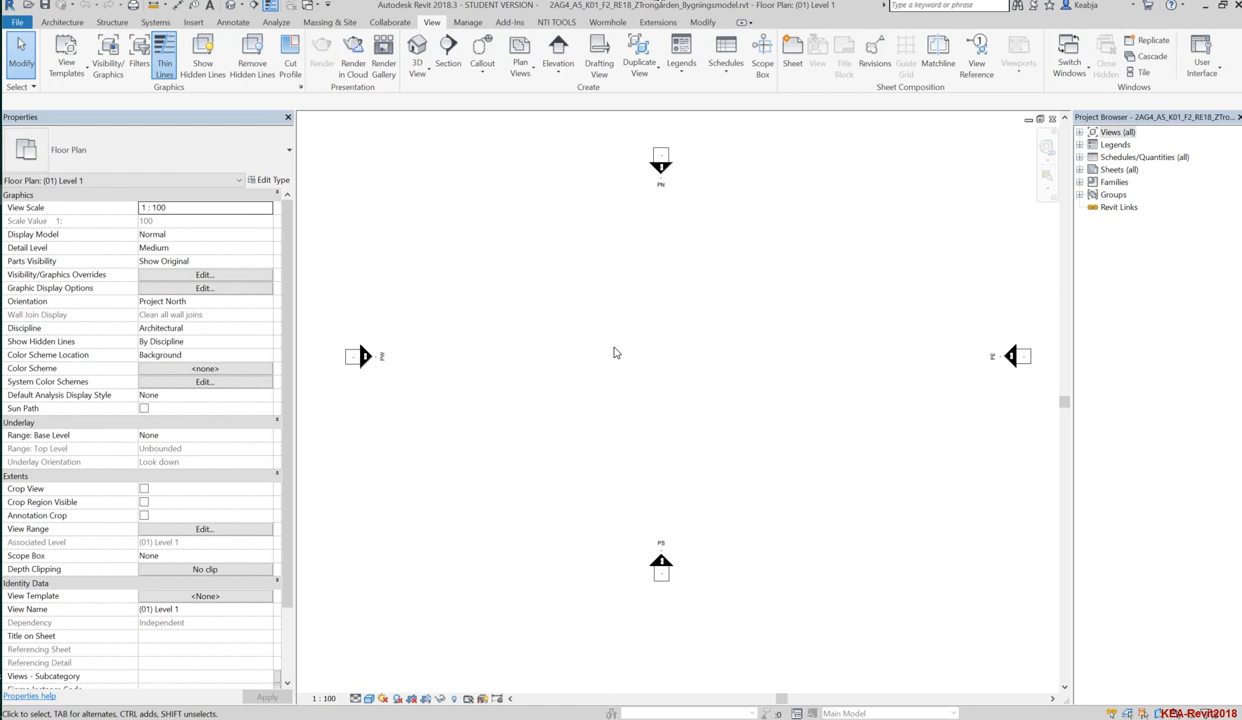 Autodesk Revit 2018.3 - STUDENT VERSION - 2AG4_A5_K01_F2_RE18_ZTrongården_Bygningsmodel.rvt - Floor Plan: (01) Level 1
Type a keyword or phrase
Keabja
File Architecture Structure Systems Insert Annotate Analyze Massing & Site Collaborate View Manage Add-Ins NTI TOOLS Wormhole Extensions Modify
Modify
View Templates
Visibility/ Graphics
Filters
Thin Lines
Show Hidden Lines
Remove Hidden Lines
Cut Profile
Render
Render in Cloud
Render Gallery
3D View
Section
Callout
Plan Views
Elevation
Drafting View
Duplicate View
Legends
Schedules
Scope Box
Sheet
View
Title Block
Revisions
Guide Grid
Matchline
View Reference
Viewports
Switch Windows
Close Hidden
Replicate
Cascade
Tile
User Interface
Select
Graphics
Presentation
Create
Sheet Composition
Windows
Properties
Floor Plan
Floor Plan: (01) Level 1
Edit Type
Graphics
View Scale 1 : 100
Scale Value 1: 100
Display Model Normal
Detail Level Medium
Parts Visibility Show Original
Visibility/Graphics Overrides Edit...
Graphic Display Options Edit...
Orientation Project North
Wall Join Display Clean all wall joins
Discipline Architectural
Show Hidden Lines By Discipline
Color Scheme Location Background
Color Scheme <none>
System Color Schemes Edit...
Default Analysis Display Style None
Sun Path
Underlay
Range: Base Level None
Range: Top Level Unbounded
Underlay Orientation Look down
Extents
Crop View
Crop Region Visible
Annotation Crop
View Range Edit...
Associated Level (01) Level 1
Scope Box None
Depth Clipping No clip
Identity Data
View Template <None>
View Name (01) Level 1
Dependency Independent
Title on Sheet
Referencing Sheet
Referencing Detail
Views - Subcategory
Properties help
Apply
PN
PW
PE
PS
Project Browser - 2AG4_A5_K01_F2_RE18_ZTro...
Views (all)
Legends
Schedules/Quantities (all)
Sheets (all)
Families
Groups
Revit Links
1 : 100
Click to select, TAB for alternates, CTRL adds, SHIFT unselects.
:0
Main Model
KEA-Revit2018